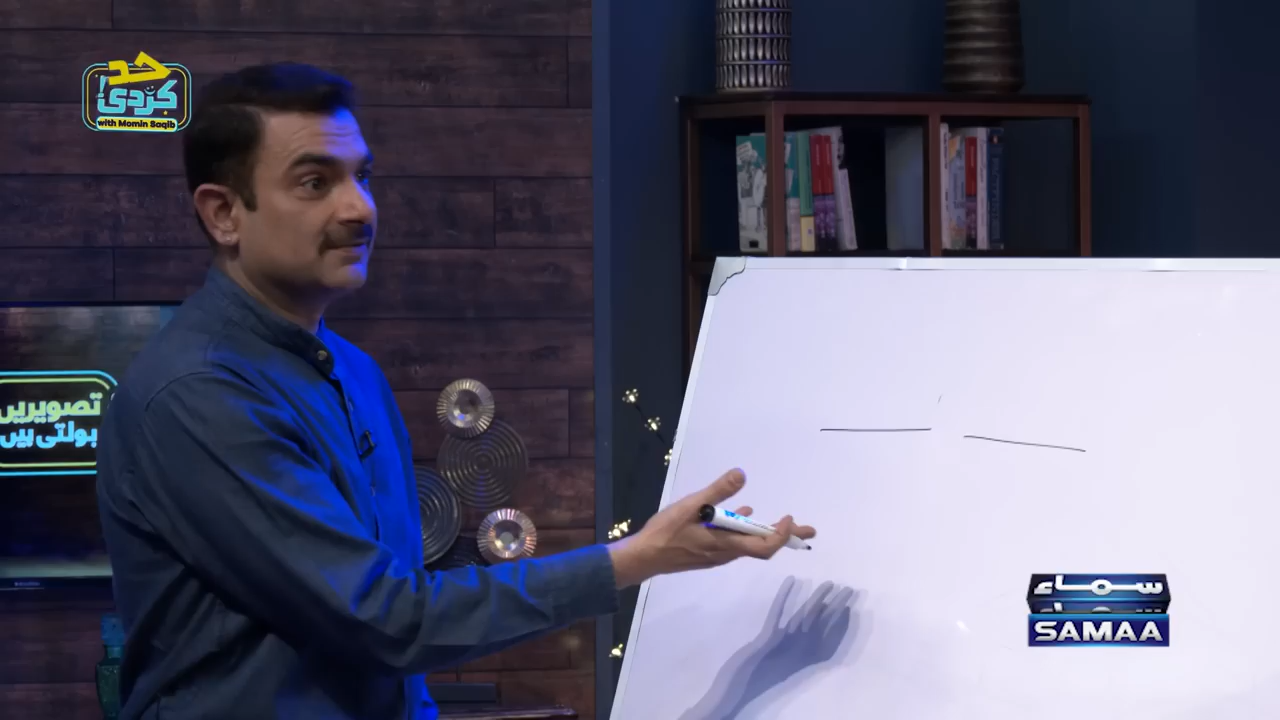 حد
کردی!
with Momin Saqib
تصویریں
بولتی ہیں
سماء
SAMAA